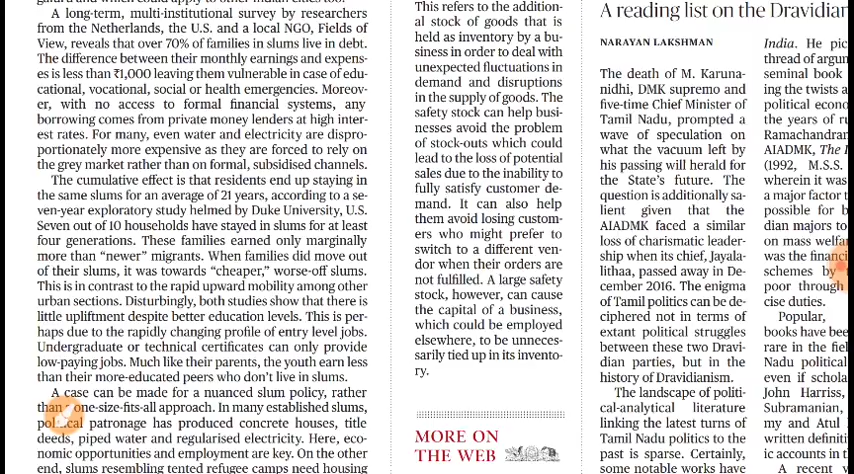 A long-term, multi-institutional survey by researchers
from the Netherlands, the U.S. and a local NGO, Fields of
View, reveals that over 70% of families in slums live in debt.
The difference between their monthly earnings and expens-
es is less than ₹1,000 leaving them vulnerable in case of edu-
cational, vocational, social or health emergencies. Moreov-
er, with no access to formal financial systems, any
borrowing comes from private money lenders at high inter-
est rates. For many, even water and electricity are dispro-
portionately more expensive as they are forced to rely on
the grey market rather than on formal, subsidised channels.
The cumulative effect is that residents end up staying in
the same slums for an average of 21 years, according to a se-
ven-year exploratory study helmed by Duke University, U.S.
Seven out of 10 households have stayed in slums for at least
four generations. These families earned only marginally
more than “newer” migrants. When families did move out
of their slums, it was towards “cheaper,” worse-off slums.
This is in contrast to the rapid upward mobility among other
urban sections. Disturbingly, both studies show that there is
little upliftment despite better education levels. This is per-
haps due to the rapidly changing profile of entry level jobs.
Undergraduate or technical certificates can only provide
low-paying jobs. Much like their parents, the youth earn less
than their more-educated peers who don’t live in slums.
A case can be made for a nuanced slum policy, rather
than one-size-fits-all approach. In many established slums,
patronage has produced concrete houses, title
deeds, piped water and regularised electricity. Here, eco-
nomic opportunities and employment are key. On the other
end, slums resembling tented refugee camps need housing
This refers to the addition-
al stock of goods that is
held as inventory by a bu-
siness in order to deal with
unexpected fluctuations in
demand and disruptions
in the supply of goods. The
safety stock can help busi-
nesses avoid the problem
of stock-outs which could
lead to the loss of potential
sales due to the inability to
fully satisfy customer de-
mand. It can also help
them avoid losing custom-
ers who might prefer to
switch to a different ven-
dor when their orders are
not fulfilled. A large safety
stock, however, can cause
the capital of a business,
which could be employed
elsewhere, to be unneces-
sarily tied up in its invento-
ry.
MORE ON
THE WEB
A reading list on the Dravidian
NARAYAN LAKSHMAN
The death of M. Karuna-
nidhi, DMK supremo and
five-time Chief Minister of
Tamil Nadu, prompted a
wave of speculation on
what the vacuum left by
his passing will herald for
the State’s future. The
question is additionally sa-
lient given that the
AIADMK faced a similar
loss of charismatic leader-
ship when its chief, Jayala-
lithaa, passed away in De-
cember 2016. The enigma
of Tamil politics can be de-
ciphered not in terms of
extant political struggles
between these two Dravi-
dian parties, but in the
history of Dravidianism.
The landscape of politi-
cal-analytical literature
linking the latest turns of
Tamil Nadu politics to the
past is sparse. Certainly,
some notable works have
India. He pic
thread of argun
seminal book
ing the twists a
political econo
the years of ru
Ramachandran
AIADMK, The I
(1992, M.S.S.
wherein it was
a major factor t
possible for b
dian majors to
on mass welfa
was the financi
schemes by
poor through
cise duties.
Popular,
books have bee
rare in the fiel
Nadu political
even if schola
John Harriss,
Subramanian,
my and Atul
written definiti
ic accounts in t
A recent v